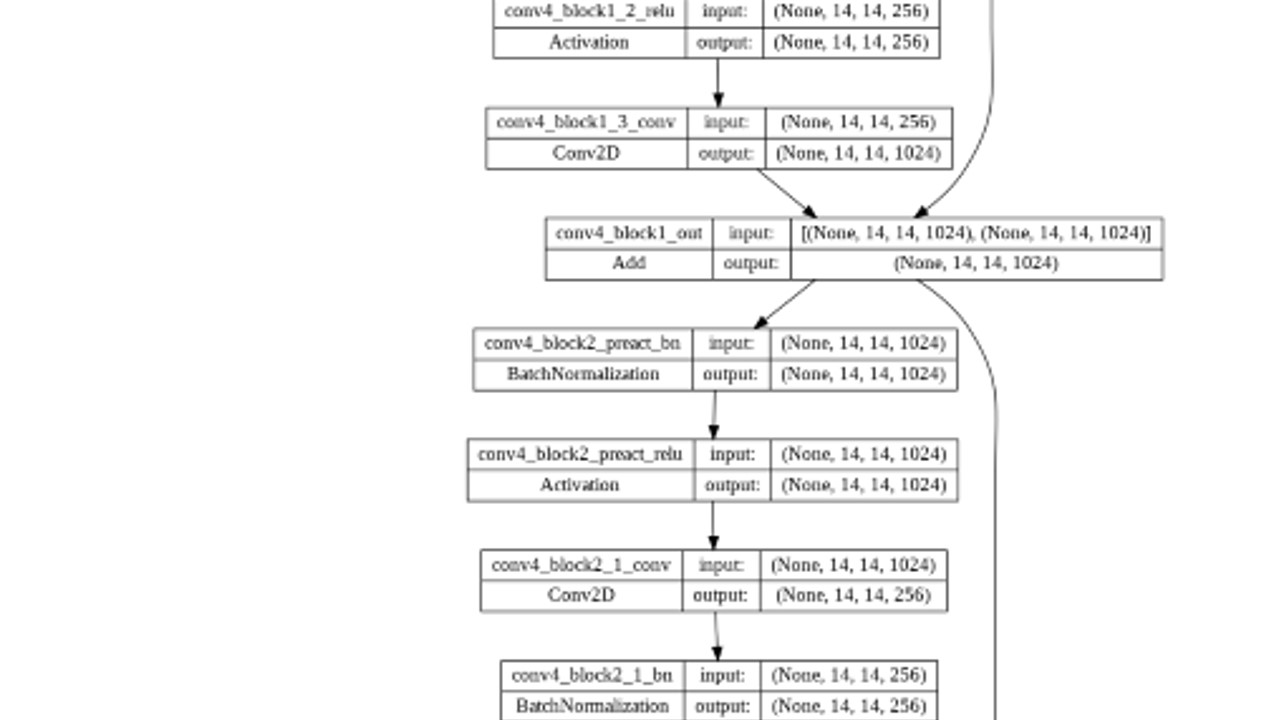 conv4_block1_2_relu input: (None, 14, 14, 256)
Activation output: (None, 14, 14, 256)
conv4_block1_3_conv input: (None, 14, 14, 256)
Conv2D output: (None, 14, 14, 1024)
conv4_block1_out input: [(None, 14, 14, 1024), (None, 14, 14, 1024)]
Add output: (None, 14, 14, 1024)
conv4_block2_preact_bn input: (None, 14, 14, 1024)
BatchNormalization output: (None, 14, 14, 1024)
conv4_block2_preact_relu input: (None, 14, 14, 1024)
Activation output: (None, 14, 14, 1024)
conv4_block2_1_conv input: (None, 14, 14, 1024)
Conv2D output: (None, 14, 14, 256)
conv4_block2_1_bn input: (None, 14, 14, 256)
BatchNormalization output: (None, 14, 14, 256)